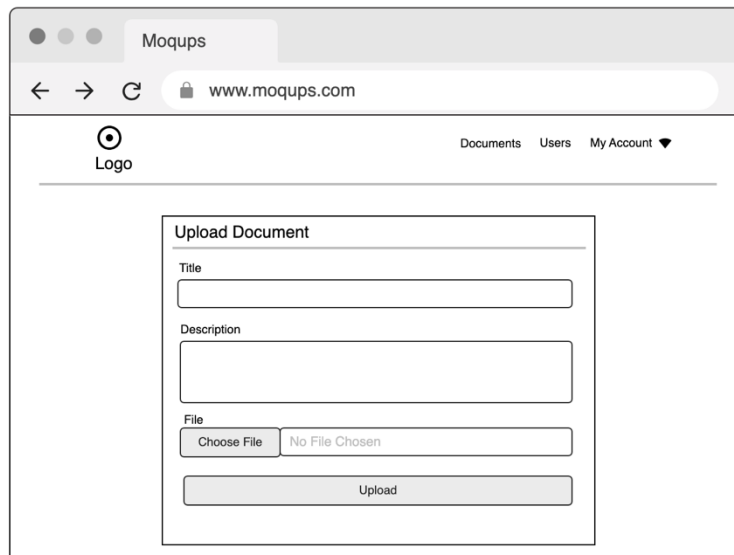 Moqups
www.moqups.com
Logo
Documents Users My Account
Upload Document
Title
Description
File
Choose File No File Chosen
Upload